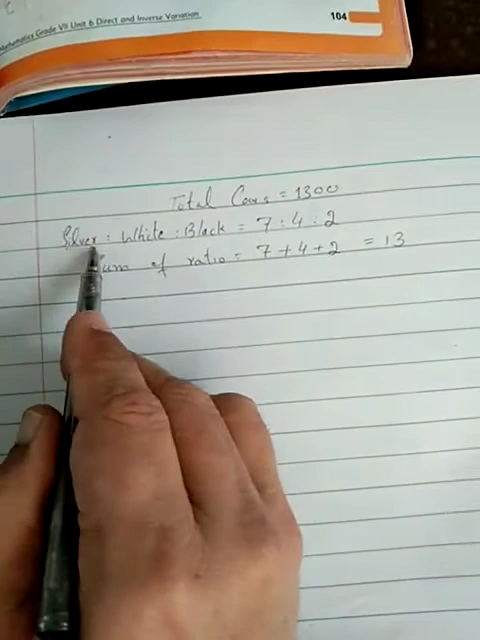 Mathematics Grade VII Unit 6 Direct and Inverse Variation
104
Total Cars = 1300
Silver : White : Black = 7 : 4 : 2
Sum of ratio = 7 + 4 + 2 = 13